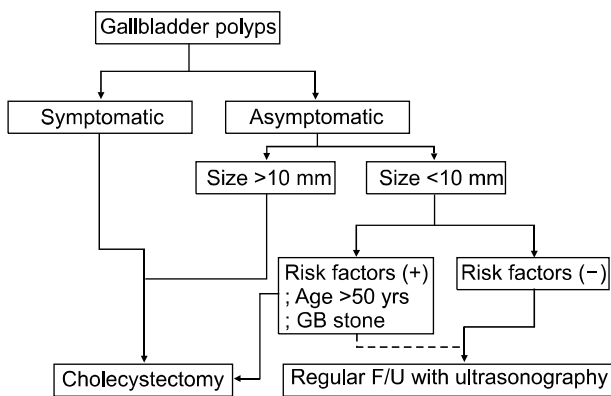 Gallbladder polyps
Symptomatic
Asymptomatic
Size >10 mm
Size <10 mm
Risk factors (+)
; Age >50 yrs
; GB stone
Risk factors (−)
Cholecystectomy
Regular F/U with ultrasonography